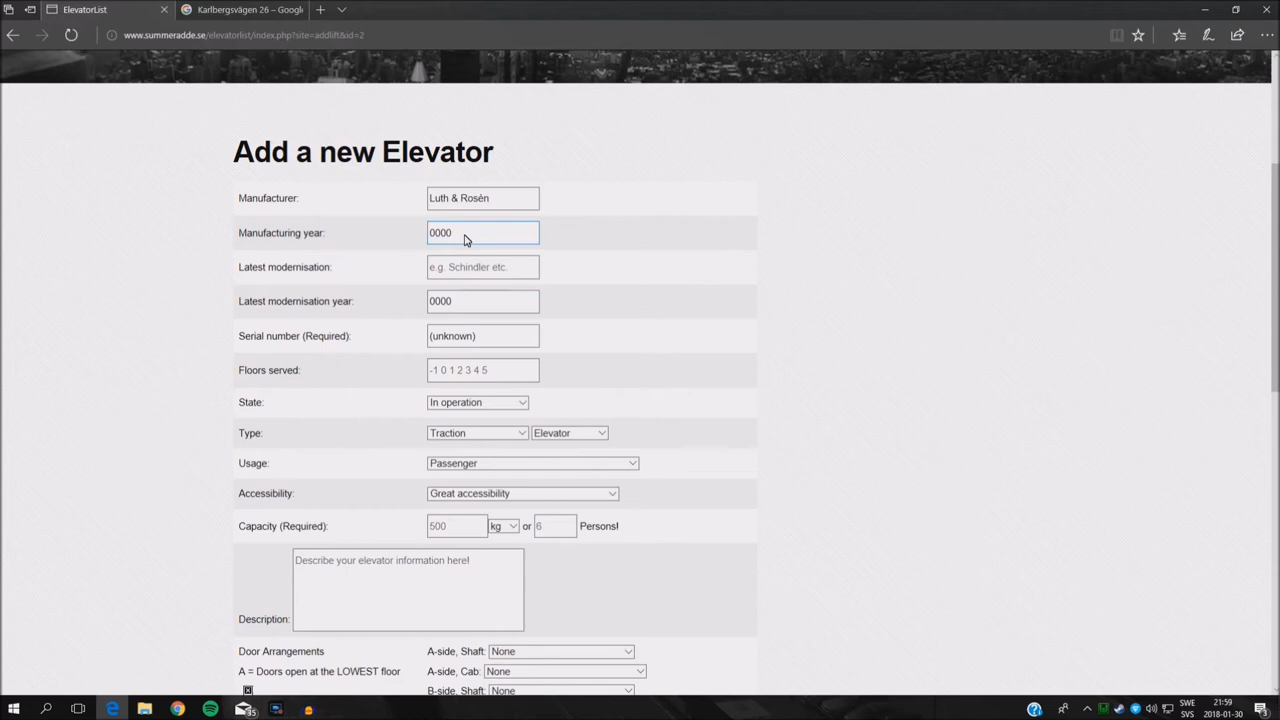 ElevatorList
Karlbergsvägen 26 – Google
www.summeradde.se/elevatorlist/index.php?site=addlift&id=2
Add a new Elevator
Manufacturer: Luth & Rosèn
Manufacturing year: 0000
Latest modernisation: e.g. Schindler etc.
Latest modernisation year: 0000
Serial number (Required): (unknown)
Floors served: -1 0 1 2 3 4 5
State: In operation
Type: Traction Elevator
Usage: Passenger
Accessibility: Great accessibility
Capacity (Required): 500 kg or 6 Persons!
Describe your elevator information here!
Description:
Door Arrangements A-side, Shaft: None
A = Doors open at the LOWEST floor A-side, Cab: None
B-side, Shaft: None
35
SWE 21:59
SVS 2018-01-30
3